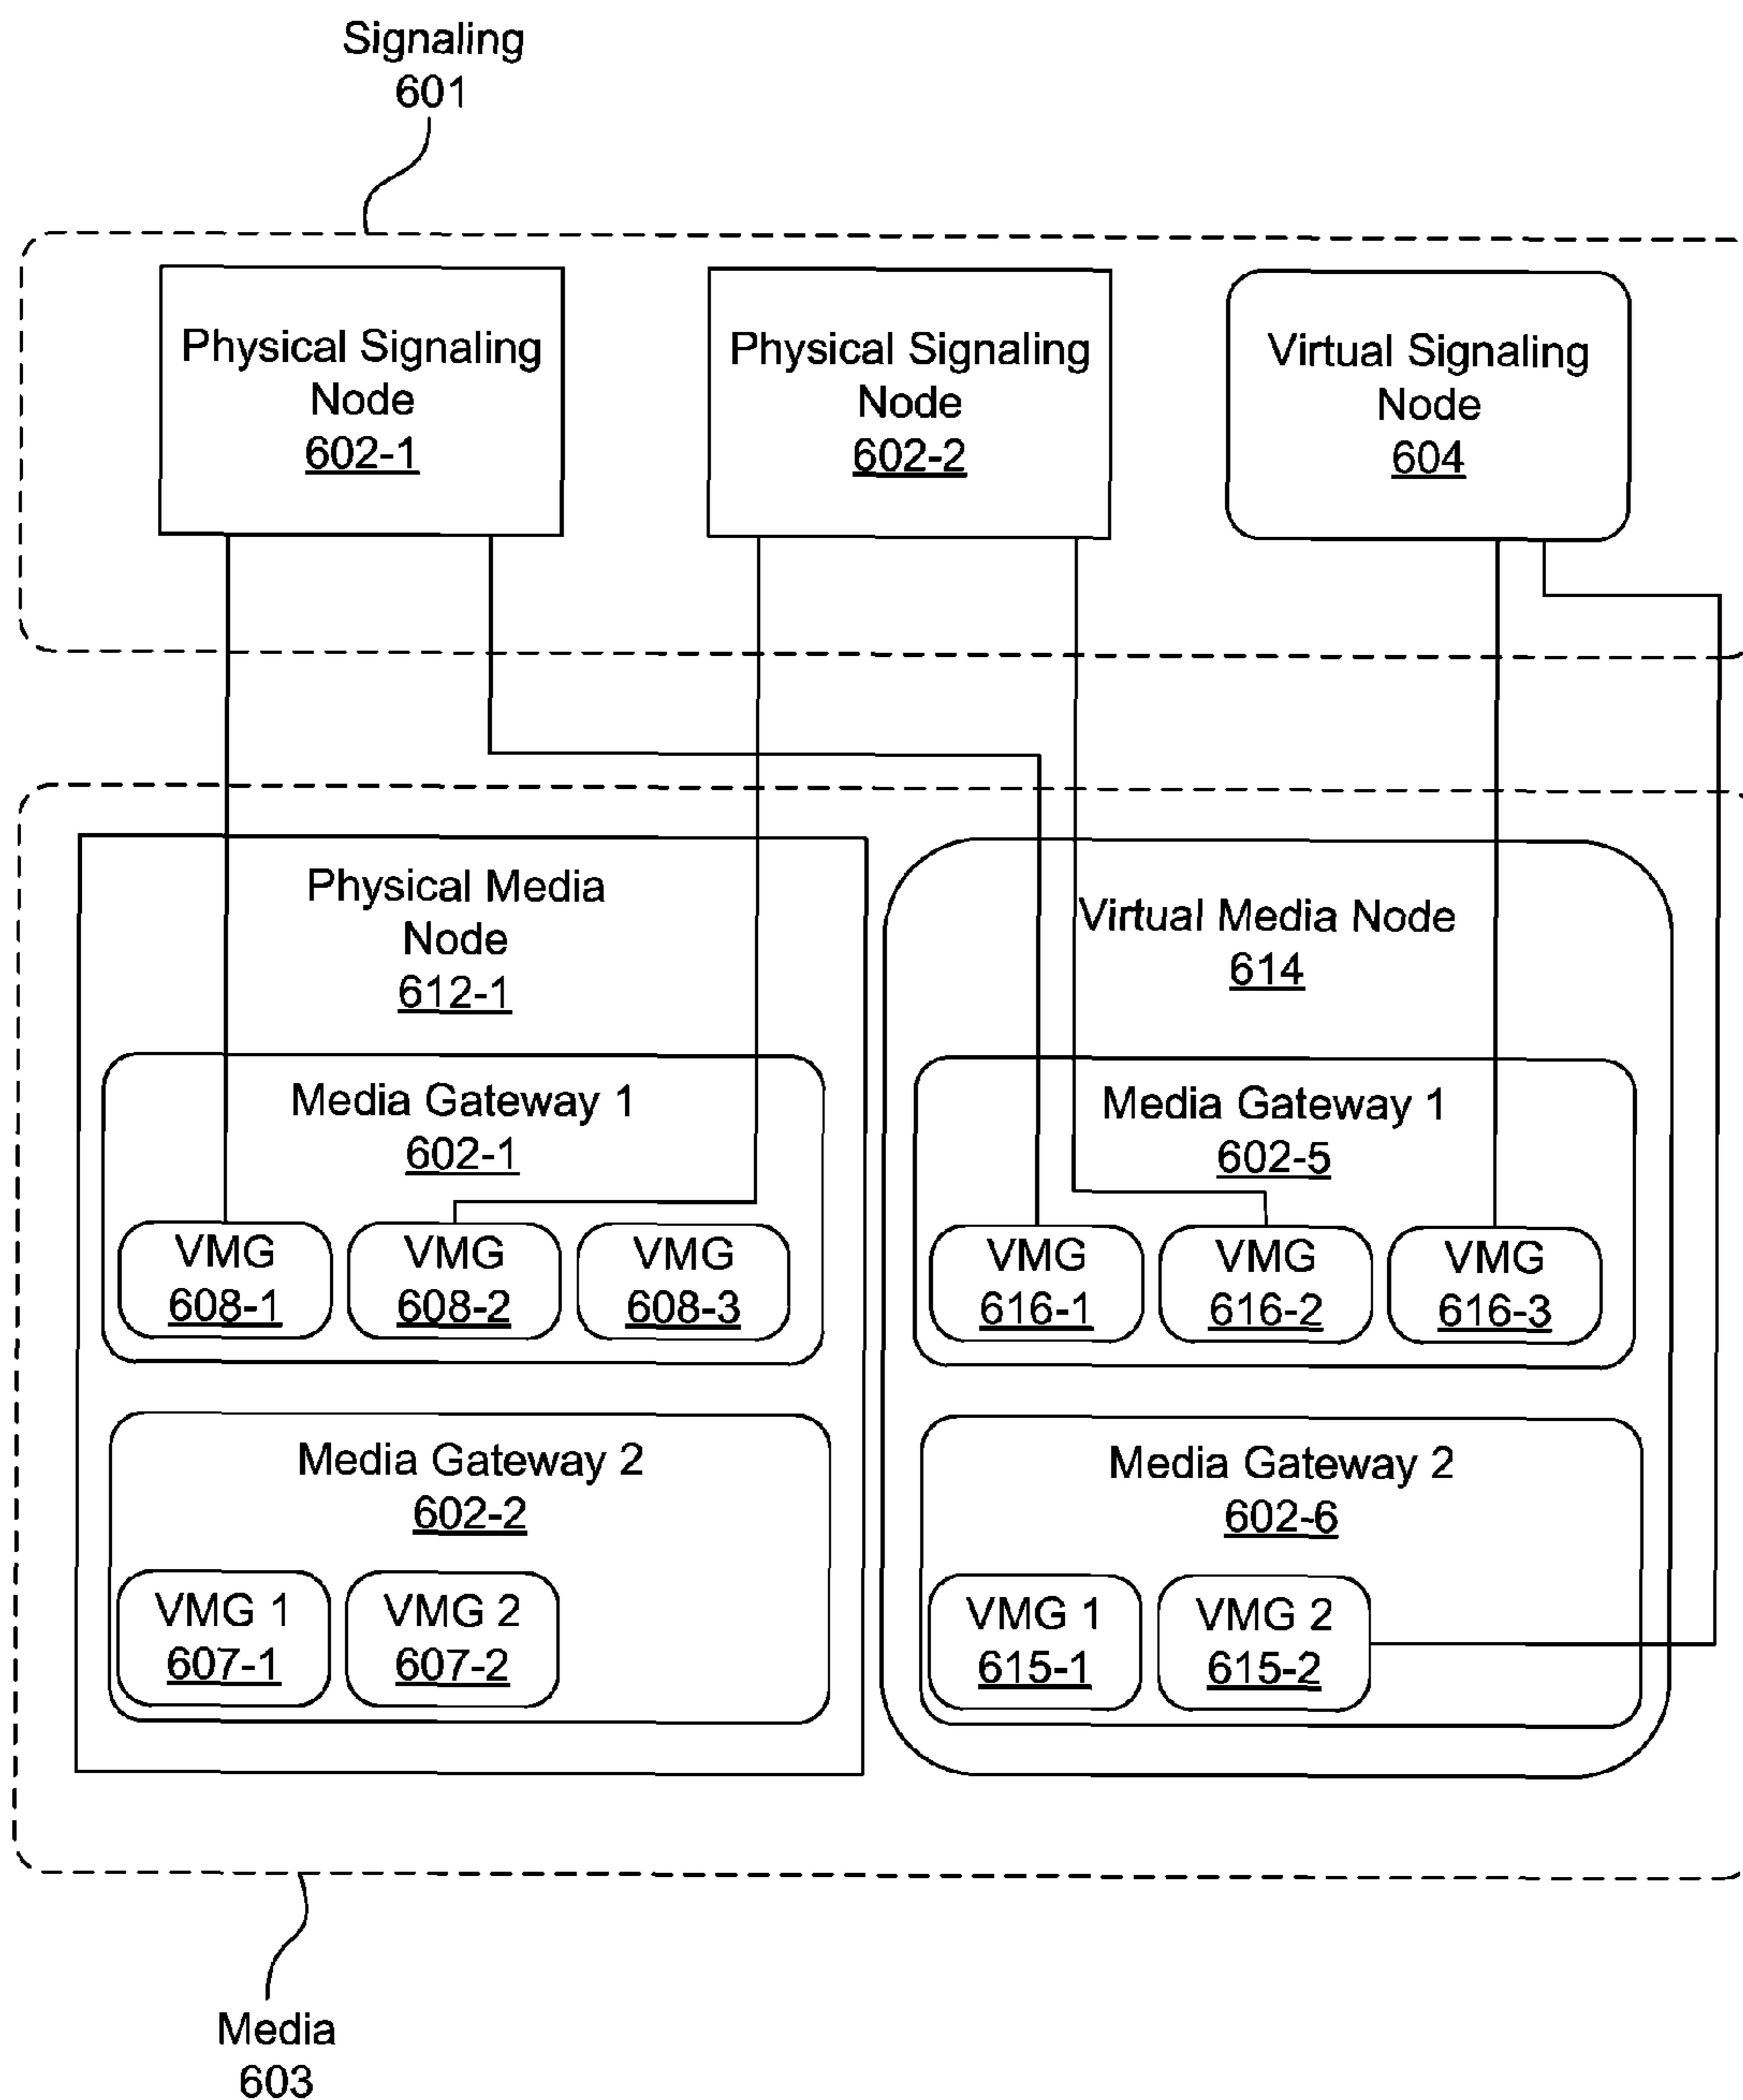 Signaling
601
Physical Signaling
Node
602-1
Physical Signaling
Node
602-2
Virtual Signaling
Node
604
Physical Media
Node
612-1
Media Gateway 1
602-1
VMG
608-1
VMG
608-2
VMG
608-3
Media Gateway 2
602-2
VMG 1
607-1
VMG 2
607-2
Virtual Media Node
614
Media Gateway 1
602-5
VMG
616-1
VMG
616-2
VMG
616-3
Media Gateway 2
602-6
VMG 1
615-1
VMG 2
615-2
Media
603